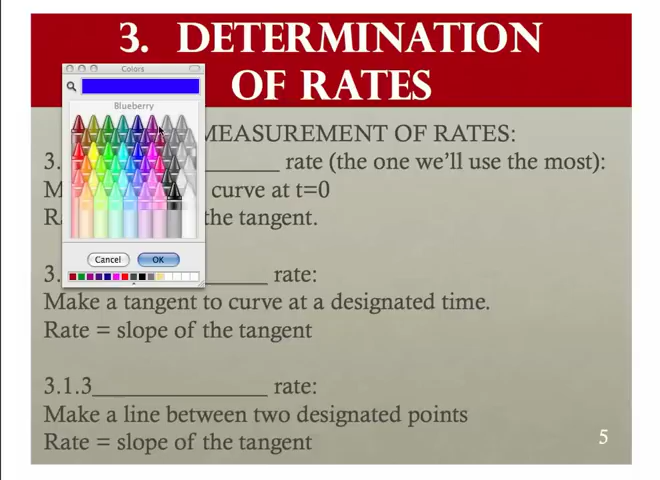 3. DETERMINATION
OF RATES
Colors
Blueberry
MEASUREMENT OF RATES:
3. rate (the one we'll use the most):
M curve at t=0
R the tangent.
Cancel OK
3. rate:
Make a tangent to curve at a designated time.
Rate = slope of the tangent
3.1.3_______________ rate:
Make a line between two designated points
Rate = slope of the tangent
5